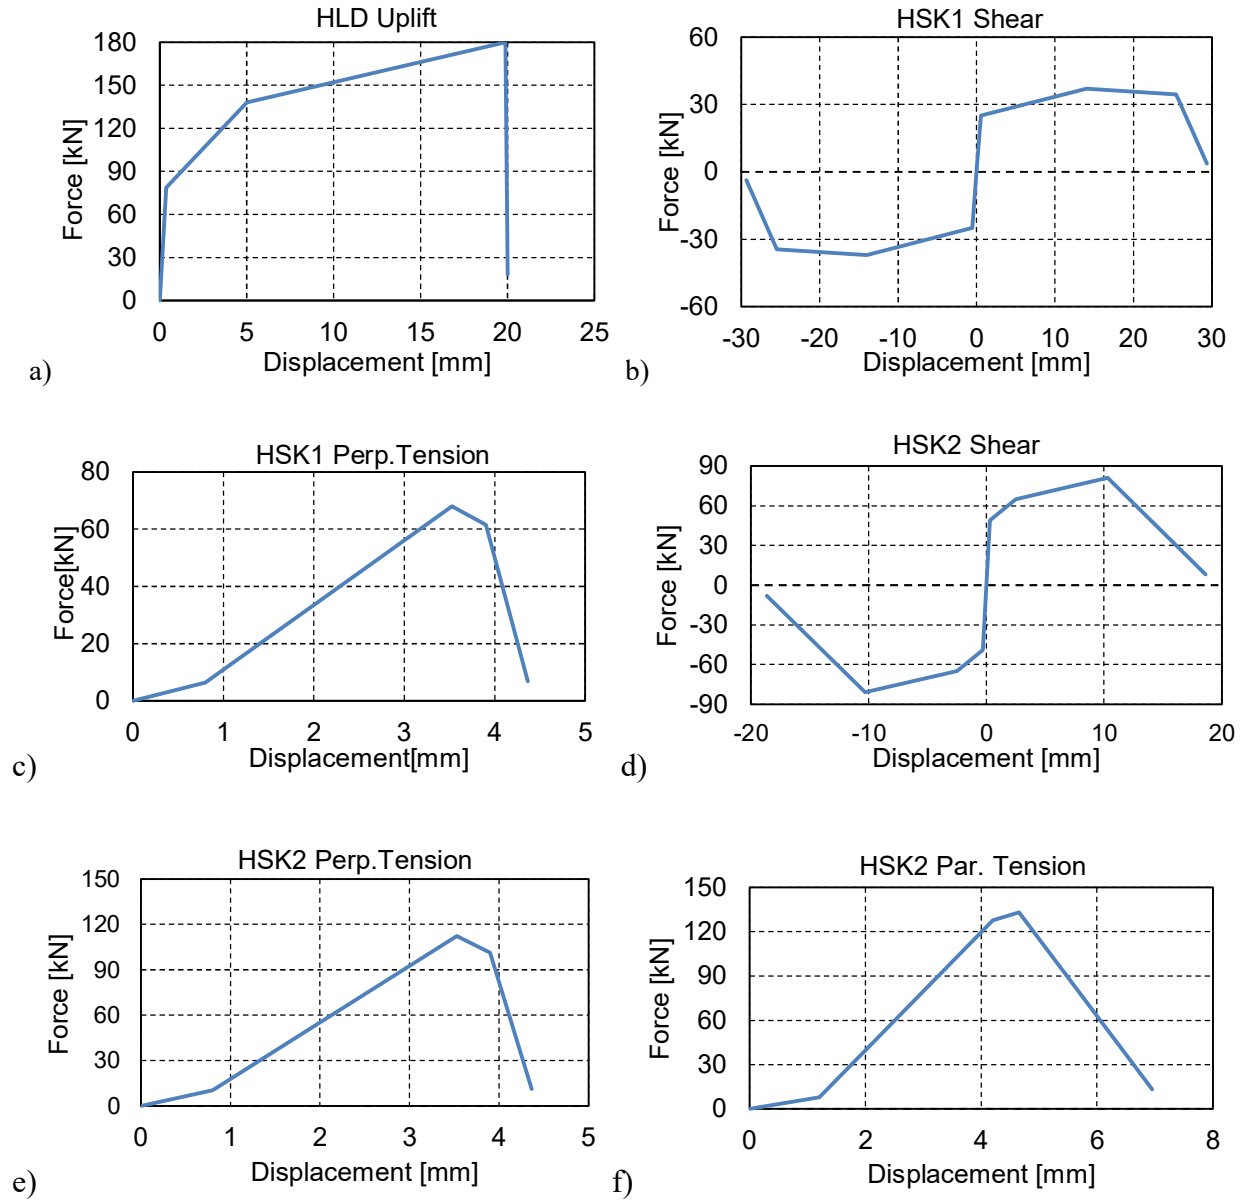 HLD Uplift
180
150
120
90
60
30
0
Force [kN]
0 5 10 15 20 25
Displacement [mm]
a)
HSK1 Shear
60
30
0
-30
-60
Force [kN]
-30 -20 -10 0 10 20 30
Displacement [mm]
b)
HSK1 Perp.Tension
80
60
40
20
0
Force[kN]
0 1 2 3 4 5
Displacement[mm]
c)
HSK2 Shear
90
60
30
0
-30
-60
-90
Force [kN]
-20 -10 0 10 20
Displacement [mm]
d)
HSK2 Perp.Tension
150
120
90
60
30
0
Force [kN]
0 1 2 3 4 5
Displacement [mm]
e)
HSK2 Par. Tension
150
120
90
60
30
0
Force [kN]
0 2 4 6 8
Displacement [mm]
f)